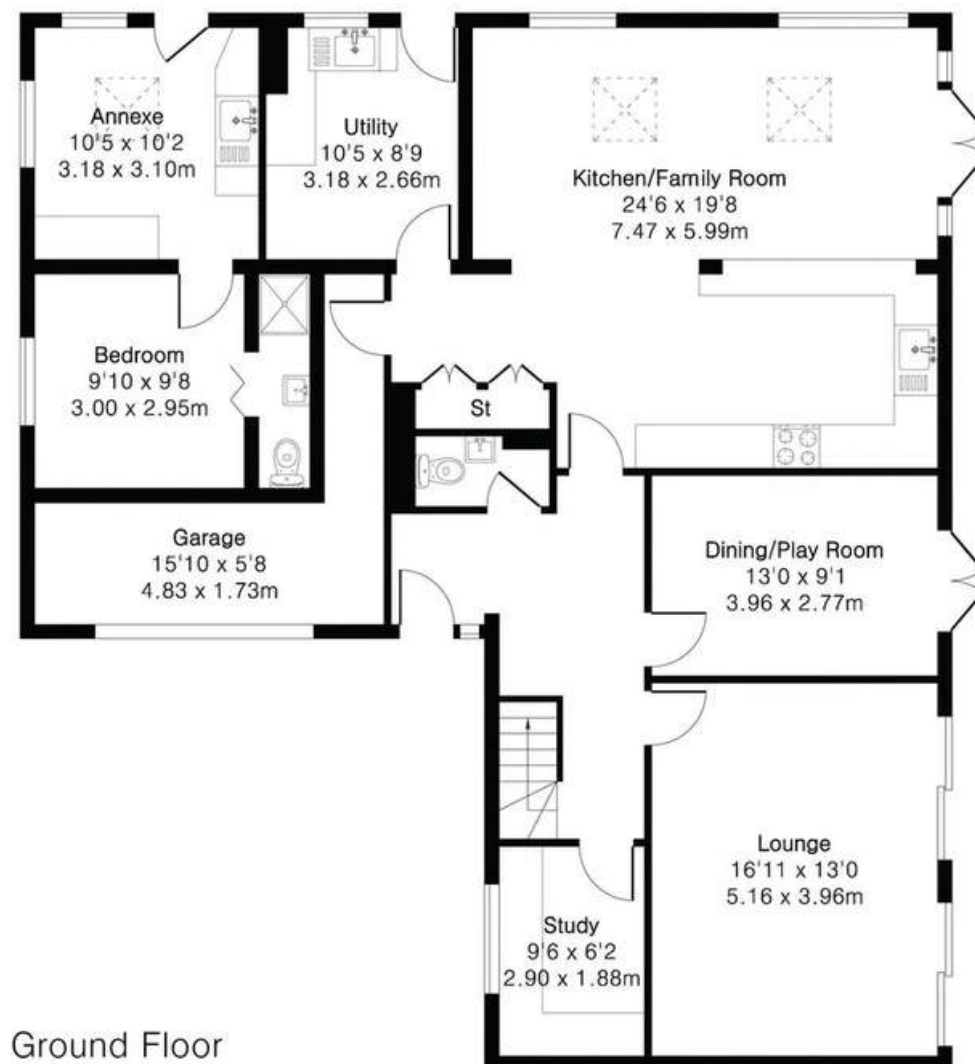 Annexe
10'5 x 10'2
3.18 x 3.10m
Utility
10'5 x 8'9
3.18 x 2.66m
Kitchen/Family Room
24'6 x 19'8
7.47 x 5.99m
Bedroom
9'10 x 9'8
3.00 x 2.95m
St
Garage
15'10 x 5'8
4.83 x 1.73m
Dining/Play Room
13'0 x 9'1
3.96 x 2.77m
Lounge
16'11 x 13'0
5.16 x 3.96m
Study
9'6 x 6'2
2.90 x 1.88m
Ground Floor